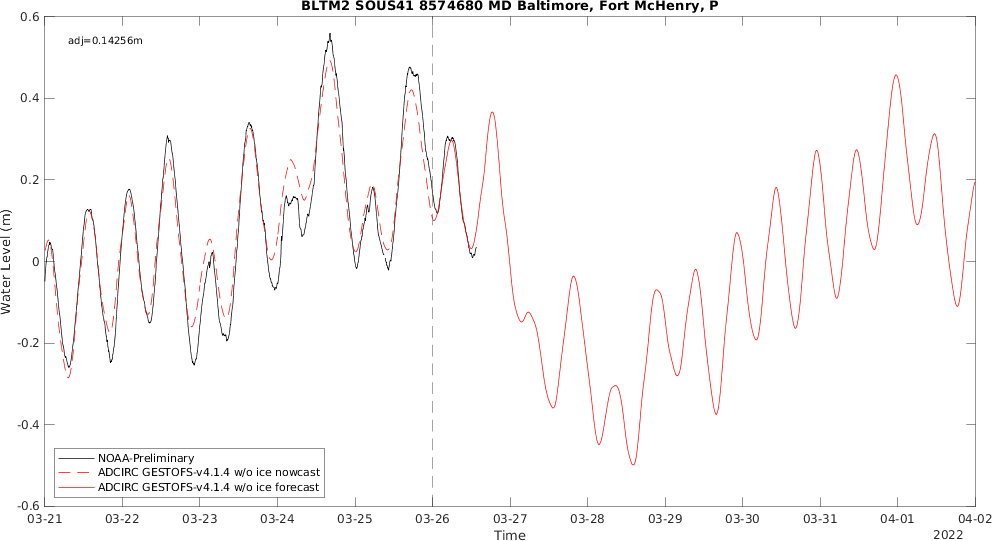 BLTM2 SOUS41 8574680 MD Baltimore, Fort McHenry, P
adj=0.14256m
0.6
0.4
0.2
0
-0.2
-0.4
-0.6
Water Level (m)
NOAA-Preliminary
ADCIRC GESTOFS-v4.1.4 w/o ice nowcast
ADCIRC GESTOFS-v4.1.4 w/o ice forecast
03-21 03-22 03-23 03-24 03-25 03-26 03-27 03-28 03-29 03-30 03-31 04-01 04-02
Time
2022